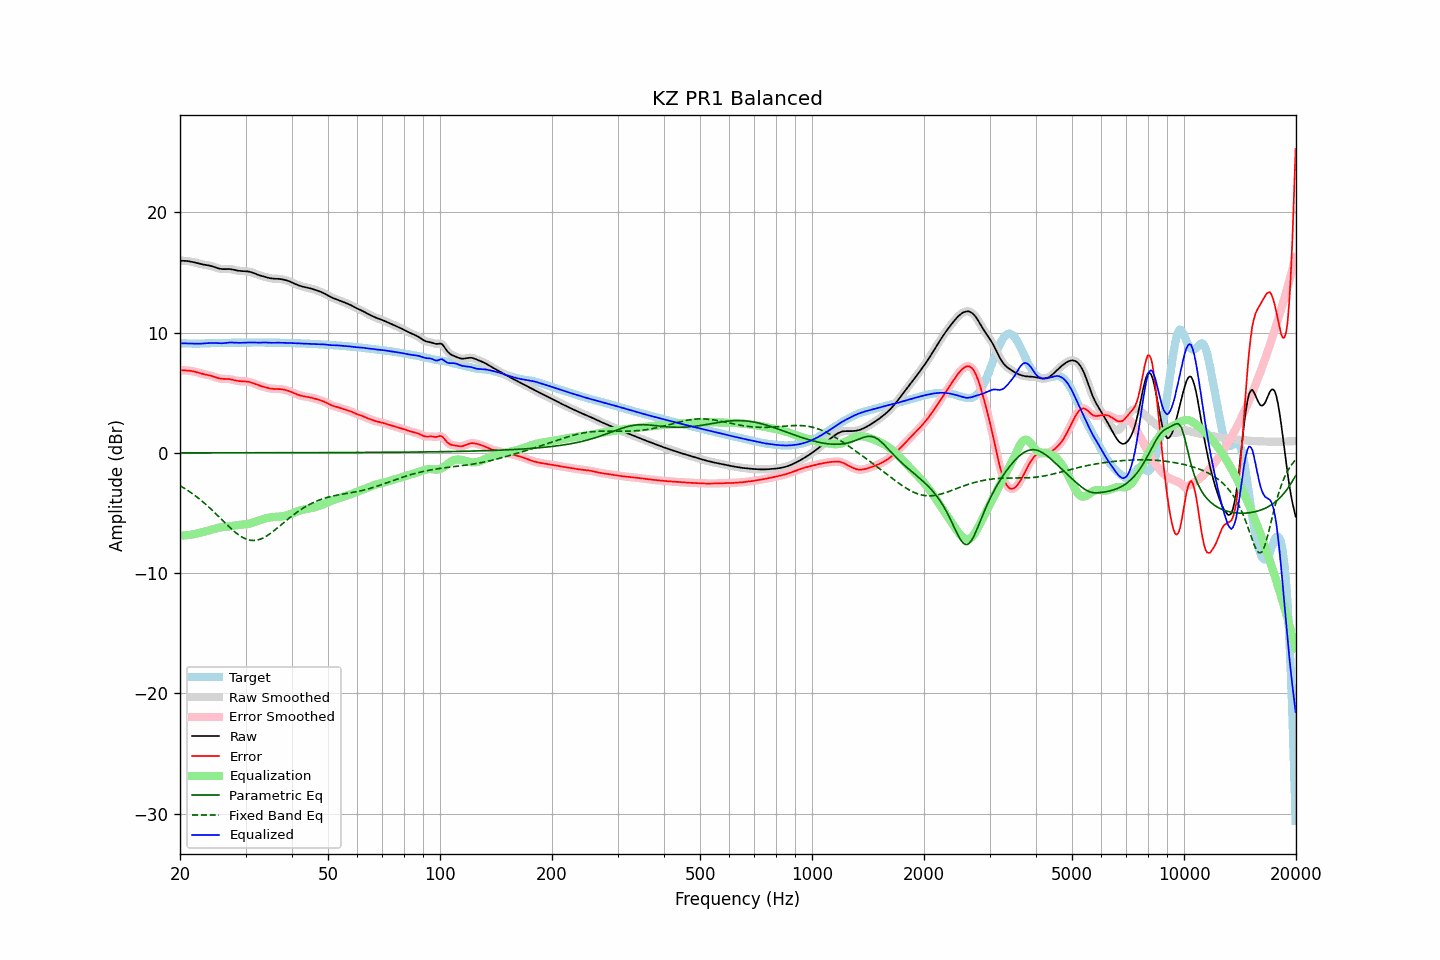 KZ PR1 Balanced
Amplitude (dBr)
20
10
0
−10
−20
−30
Target
Raw Smoothed
Error Smoothed
Raw
Error
Equalization
Parametric Eq
Fixed Band Eq
Equalized
20 50 100 200 500 1000 2000 5000 10000 20000
Frequency (Hz)